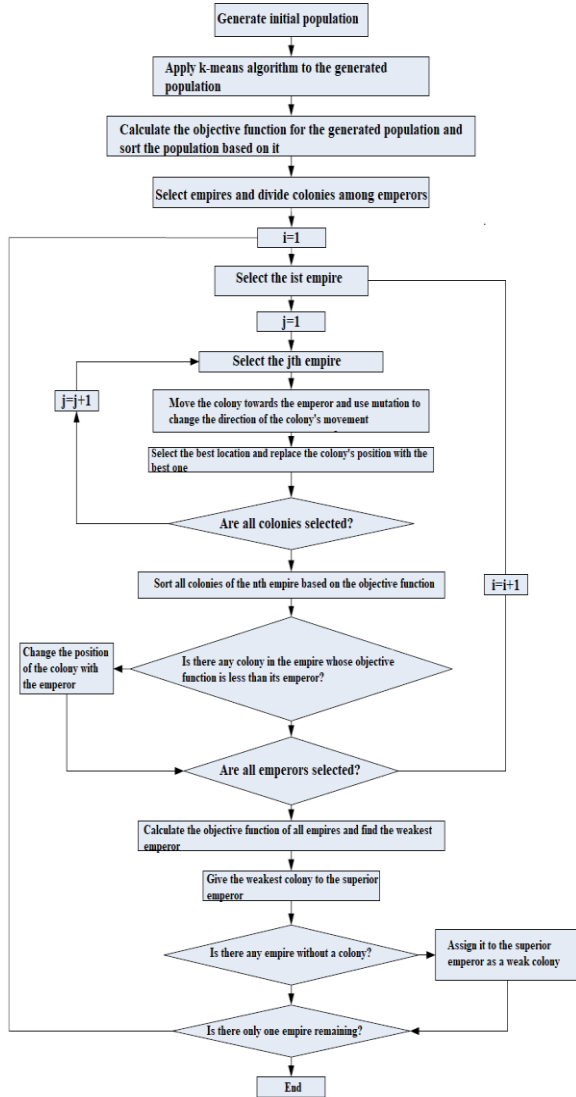 Generate initial population
Apply k-means algorithm to the generated
population
Calculate the objective function for the generated population and
sort the population based on it
Select empires and divide colonies among emperors
i=1
Select the ist empire
j=1
Select the jth empire
j=j+1
Move the colony towards the emperor and use mutation to
change the direction of the colony's movement
Select the best location and replace the colony's position with the
best one
Are all colonies selected?
Sort all colonies of the nth empire based on the objective function
i=i+1
Change the position
of the colony with
the emperor
Is there any colony in the empire whose objective
function is less than its emperor?
Are all emperors selected?
Calculate the objective function of all empires and find the weakest
emperor
Give the weakest colony to the superior
emperor
Is there any empire without a colony?
Assign it to the superior
emperor as a weak colony
Is there only one empire remaining?
End